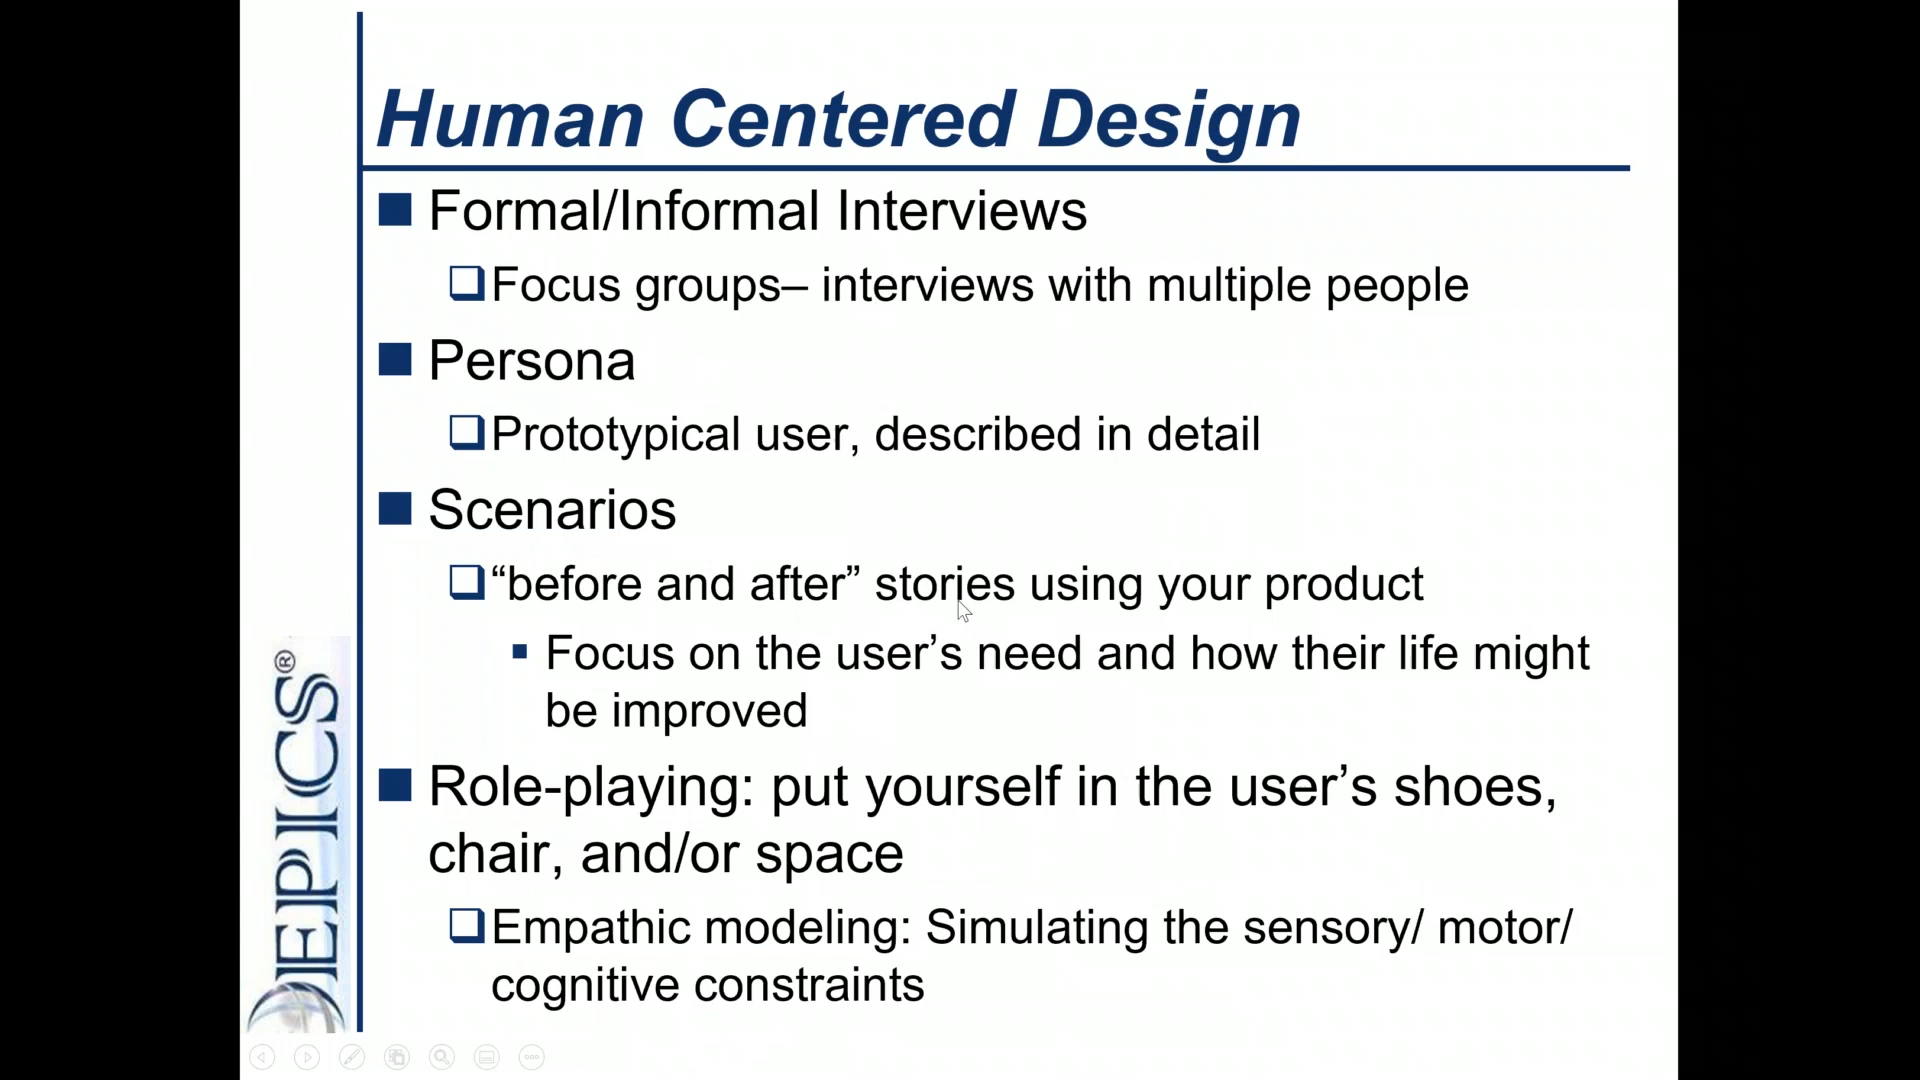 Human Centered Design
Formal/Informal Interviews
Focus groups– interviews with multiple people
Persona
Prototypical user, described in detail
Scenarios
“before and after” stories using your product
Focus on the user’s need and how their life might
be improved
Role-playing: put yourself in the user’s shoes,
chair, and/or space
Empathic modeling: Simulating the sensory/ motor/
cognitive constraints
EPICS®